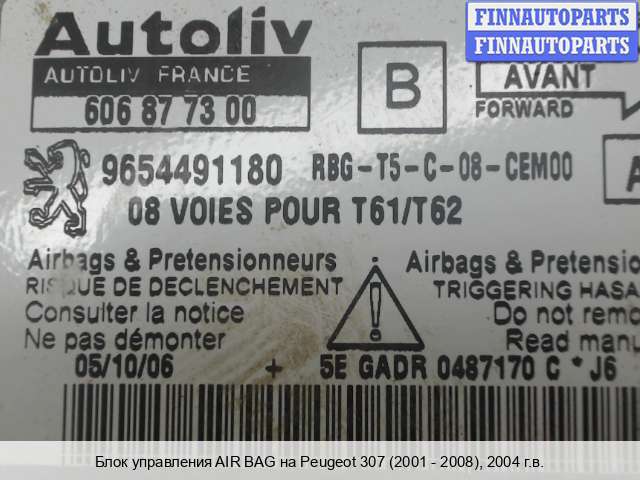 Autoliv
AUTOLIV FRANCE
606 87 73 00
B
FINNAUTOPARTS
FINNAUTOPARTS
AVANT
FORWARD
9654491180 RBG-T5-C-08-CEM00
08 VOIES POUR T61/T62
Airbags & Pretensionneurs
RISQUE DE DECLENCHEMENT
Consulter la notice
Ne pas démonter
Airbags & Pretensio
TRIGGERING HASA
Do not remo
Read manu
05/10/06 + 5E GADR 0487170 C * J6
Блок управления AIR BAG на Peugeot 307 (2001 - 2008), 2004 г.в.